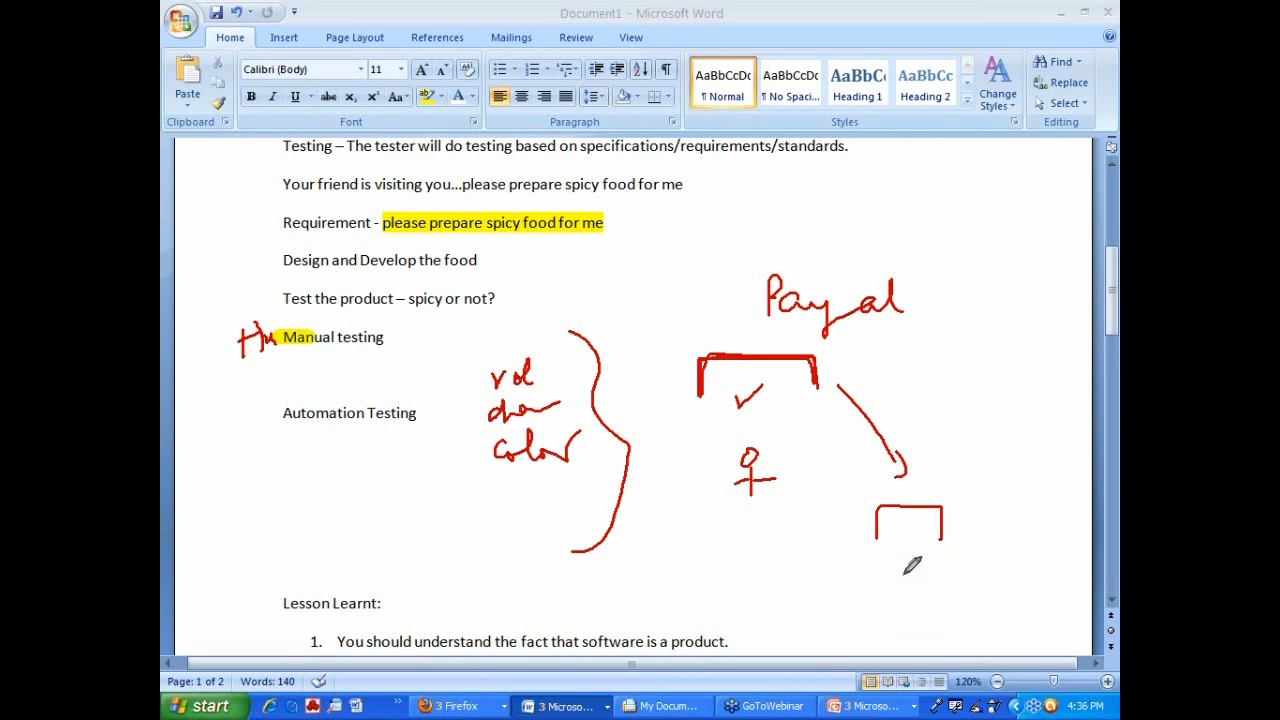 Document1 - Microsoft Word
Home Insert Page Layout References Mailings Review View
Calibri (Body) 11
Paste
AaBbCcDc AaBbCcDc AaBbC AaBbCc
¶ Normal ¶ No Spaci... Heading 1 Heading 2
Change Styles
Find
Replace
Select
Clipboard Font Paragraph Styles Editing
Testing – The tester will do testing based on specifications/requirements/standards.
Your friend is visiting you...please prepare spicy food for me
Requirement - please prepare spicy food for me
Design and Develop the food
Test the product – spicy or not?
Payal
Manual testing
vol
Automation Testing
color
Lesson Learnt:
1. You should understand the fact that software is a product.
Page: 1 of 2 Words: 140 120%
start 3 Firefox 3 Microso... My Docum... GoToWebinar 3 Microso... 4:36 PM